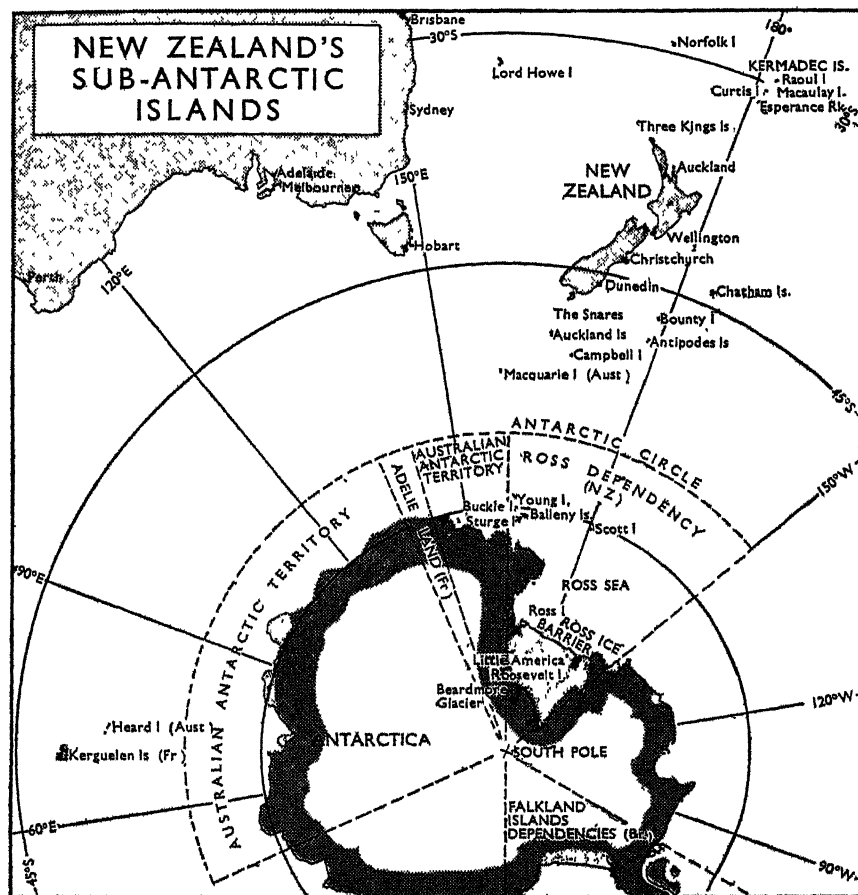 NEW ZEALAND'S
SUB-ANTARCTIC
ISLANDS
Brisbane
30°S
Norfolk I
180°
Lord Howe I
KERMADEC IS.
Raoul I
Curtis I
Macaulay I.
Esperance Rk.
30°S
Sydney
Three Kings Is
Adelaide
Melbourne
150°E
NEW
ZEALAND
Auckland
Hobart
Wellington
Christchurch
Perth
120°E
Dunedin
Chatham Is.
The Snares
Bounty I
Auckland Is
Antipodes Is
Campbell I
Macquarie I (Aust)
45°S
ANTARCTIC CIRCLE
AUSTRALIAN
ANTARCTIC
TERRITORY
ROSS DEPENDENCY
(NZ)
150°W
ADELIE LAND (Fr)
Buckle I.
Young I.
Sturge I
Balleny Is.
Scott I
90°E
AUSTRALIAN ANTARCTIC TERRITORY
ROSS SEA
Ross I
ROSS ICE
BARRIER
Little America
Roosevelt I.
Beardmore
Glacier
120°W
Heard I (Aust)
Kerguelen Is (Fr)
ANTARCTICA
SOUTH POLE
FALKLAND
ISLANDS
DEPENDENCIES (BR)
60°E
45°S
90°W